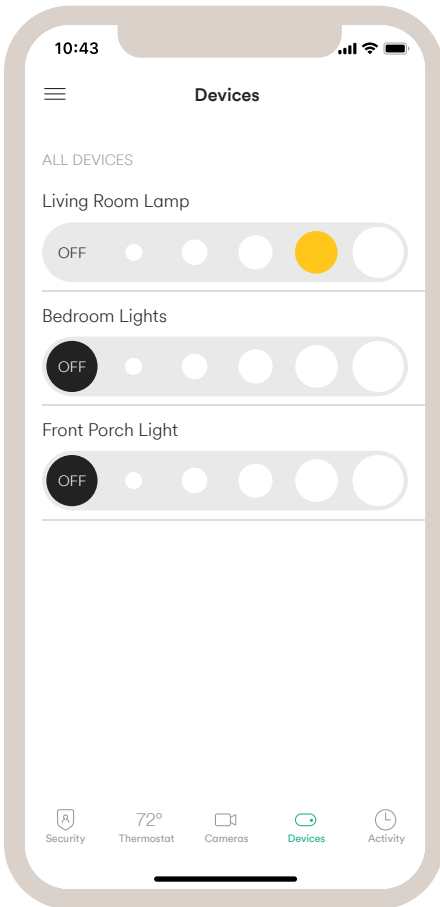 10:43
Devices
ALL DEVICES
Living Room Lamp
OFF
Bedroom Lights
OFF
Front Porch Light
OFF
72°
Security Thermostat Cameras Devices Activity